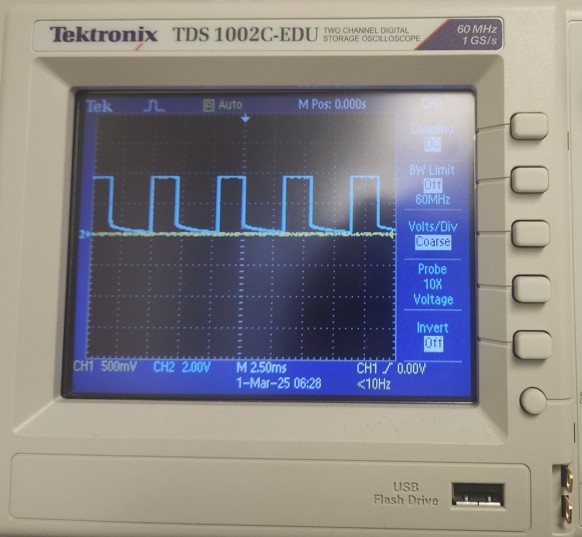 Tektronix TDS 1002C-EDU TWO CHANNEL DIGITAL STORAGE OSCILLOSCOPE 60 MHz 1 GS/s
Tek Auto M Pos: 0.000s CH2
Coupling
DC
BW Limit
Off
60MHz
Volts/Div
Coarse
Probe
10X
Voltage
Invert
Off
2
CH1 500mV CH2 2.00V M 2.50ms CH1 0.00V
1-Mar-25 06:28 <10Hz
USB
Flash Drive